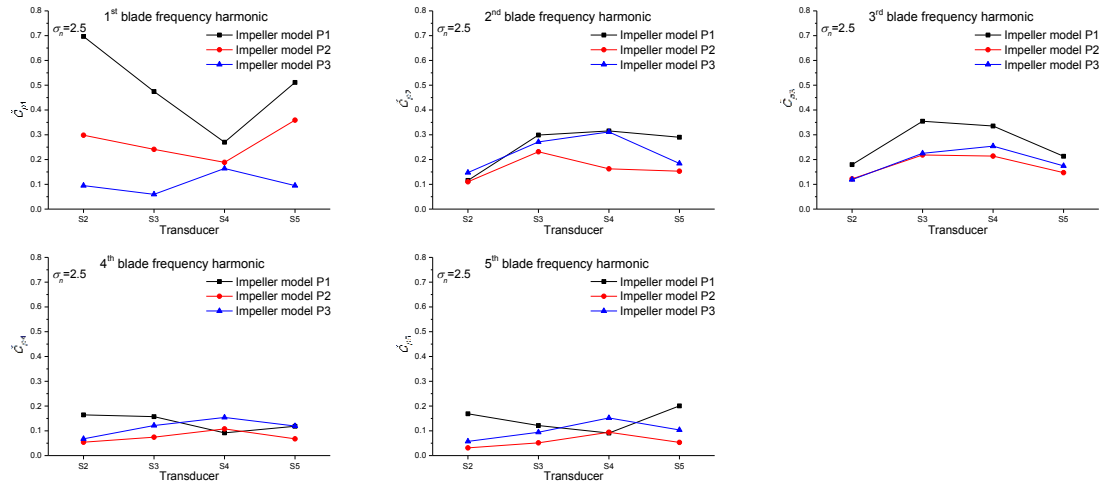 1st blade frequency harmonic
σn=2.5
Impeller model P1
Impeller model P2
Impeller model P3
0.8
0.7
0.6
0.5
0.4
0.3
0.2
0.1
0.0
S2
S3
S4
S5
Transducer
2nd blade frequency harmonic
σn=2.5
Impeller model P1
Impeller model P2
Impeller model P3
0.8
0.7
0.6
0.5
0.4
0.3
0.2
0.1
0.0
S2
S3
S4
S5
Transducer
3rd blade frequency harmonic
σn=2.5
Impeller model P1
Impeller model P2
Impeller model P3
0.8
0.7
0.6
0.5
0.4
0.3
0.2
0.1
0.0
S2
S3
S4
S5
Transducer
4th blade frequency harmonic
σn=2.5
Impeller model P1
Impeller model P2
Impeller model P3
0.8
0.7
0.6
0.5
0.4
0.3
0.2
0.1
0.0
S2
S3
S4
S5
Transducer
5th blade frequency harmonic
σn=2.5
Impeller model P1
Impeller model P2
Impeller model P3
0.8
0.7
0.6
0.5
0.4
0.3
0.2
0.1
0.0
S2
S3
S4
S5
Transducer